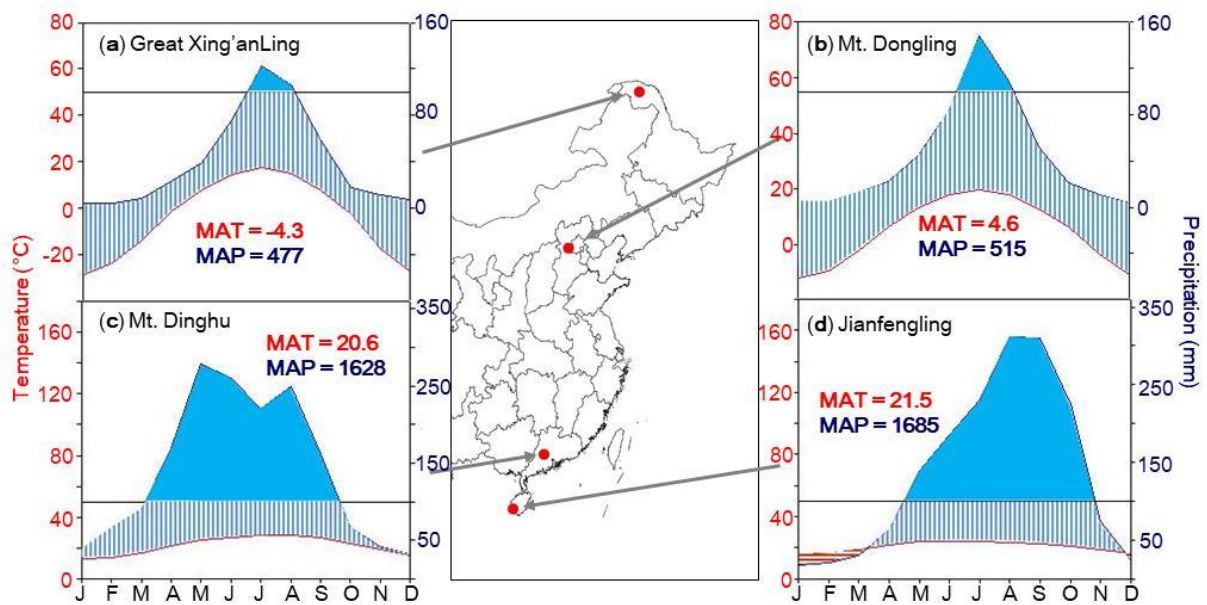 80
60
40
20
0
-20
(a) Great Xing'anLing
MAT = -4.3
MAP = 477
-160
80
0
80
60
40
20
0
(b) Mt. Dongling
MAT = 4.6
MAP = 515
160
80
0
Temperature (°C)
Precipitation (mm)
160
120
80
40
0
(c) Mt. Dinghu
MAT = 20.6
MAP = 1628
350
250
-150
50
J F M A M J J A S O N D
160
120
80
40
0
(d) Jianfengling
MAT = 21.5
MAP = 1685
350
250
150
50
J F M A M J J A S O N D